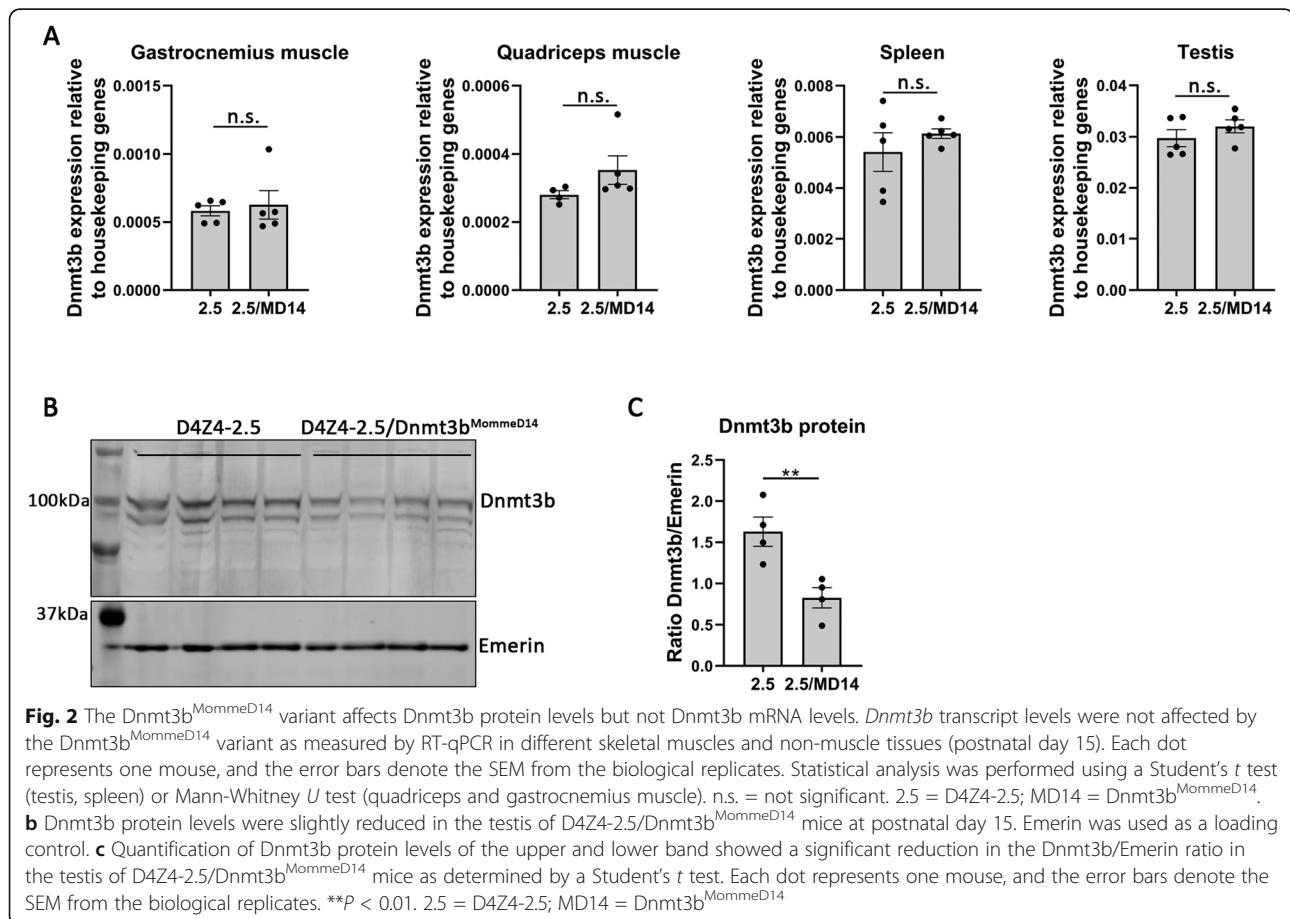 A
Gastrocnemius muscle
Dnmt3b expression relative
to housekeeping genes
0.0015
0.0010
0.0005
0.0000
n.s.
2.5 2.5/MD14
Quadriceps muscle
Dnmt3b expression relative
to housekeeping genes
0.0006
0.0004
0.0002
0.0000
n.s.
2.5 2.5/MD14
Spleen
Dnmt3b expression relative
to housekeeping genes
0.008
0.006
0.004
0.002
0.000
n.s.
2.5 2.5/MD14
Testis
Dnmt3b expression relative
to housekeeping genes
0.04
0.03
0.02
0.01
0.00
n.s.
2.5 2.5/MD14
B
D4Z4-2.5 D4Z4-2.5/Dnmt3bMommeD14
100kDa
Dnmt3b
37kDa
Emerin
C
Dnmt3b protein
Ratio Dnmt3b/Emerin
2.5
2.0
1.5
1.0
0.5
0.0
**
2.5 2.5/MD14
Fig. 2 The Dnmt3bMommeD14 variant affects Dnmt3b protein levels but not Dnmt3b mRNA levels. Dnmt3b transcript levels were not affected by
the Dnmt3bMommeD14 variant as measured by RT-qPCR in different skeletal muscles and non-muscle tissues (postnatal day 15). Each dot
represents one mouse, and the error bars denote the SEM from the biological replicates. Statistical analysis was performed using a Student's t test
(testis, spleen) or Mann-Whitney U test (quadriceps and gastrocnemius muscle). n.s. = not significant. 2.5 = D4Z4-2.5; MD14 = Dnmt3bMommeD14.
b Dnmt3b protein levels were slightly reduced in the testis of D4Z4-2.5/Dnmt3bMommeD14 mice at postnatal day 15. Emerin was used as a loading
control. c Quantification of Dnmt3b protein levels of the upper and lower band showed a significant reduction in the Dnmt3b/Emerin ratio in
the testis of D4Z4-2.5/Dnmt3bMommeD14 mice as determined by a Student's t test. Each dot represents one mouse, and the error bars denote the
SEM from the biological replicates. **P < 0.01. 2.5 = D4Z4-2.5; MD14 = Dnmt3bMommeD14